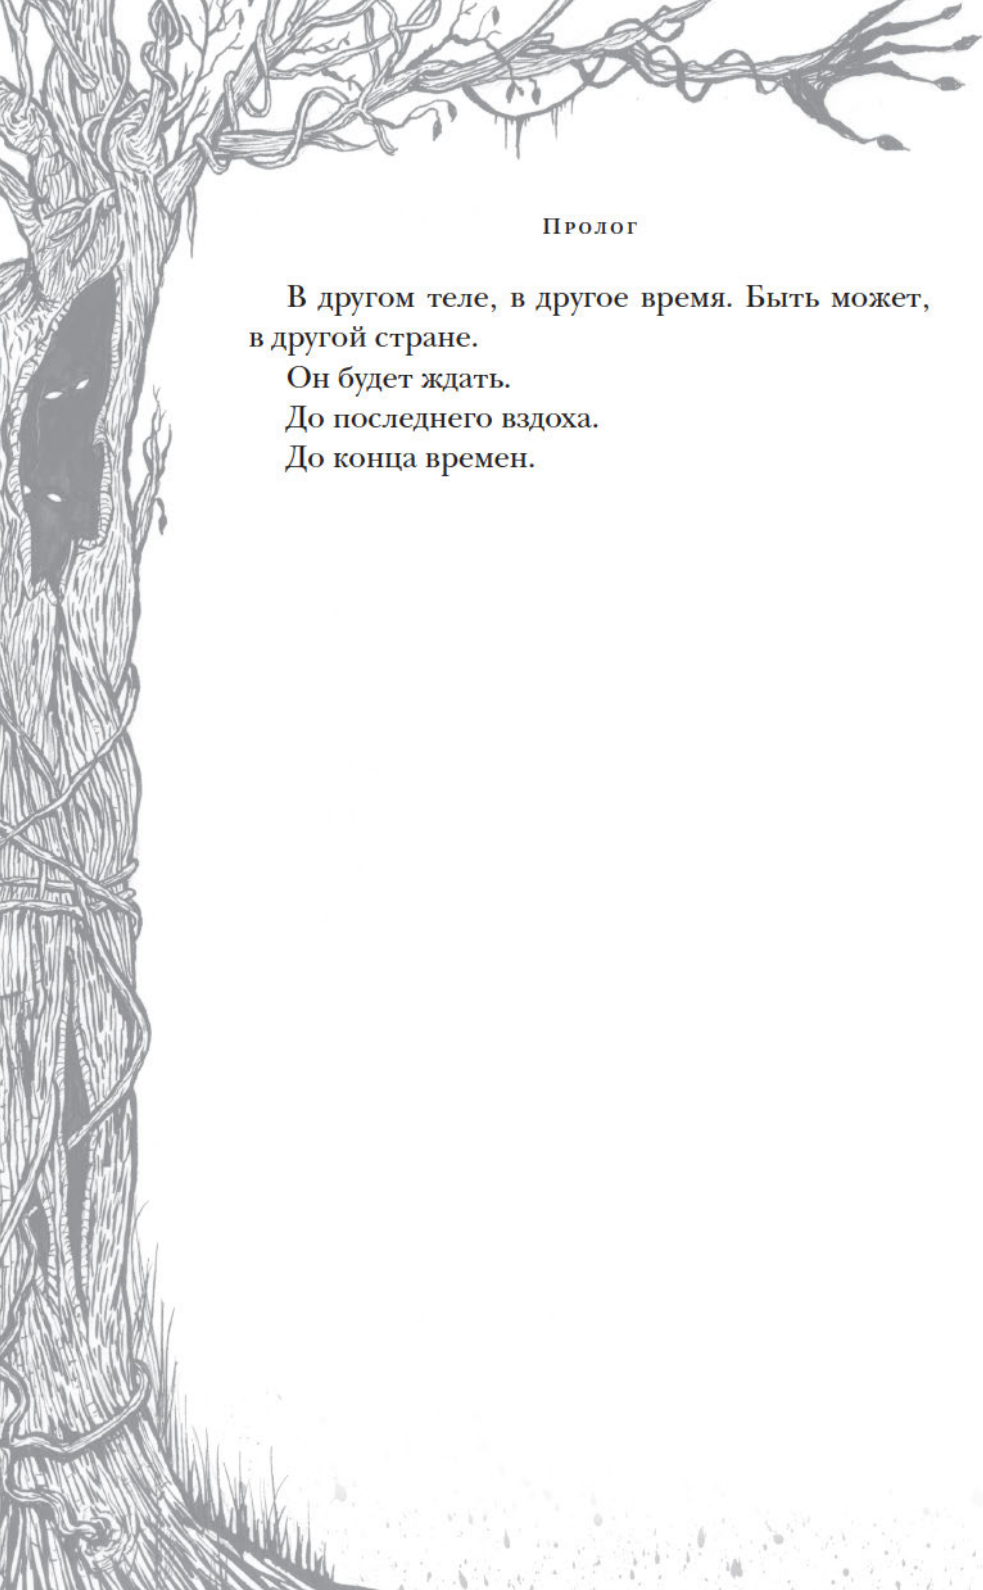 Пролог
В другом теле, в другое время. Быть может,
в другой стране.
Он будет ждать.
До последнего вздоха.
До конца времен.